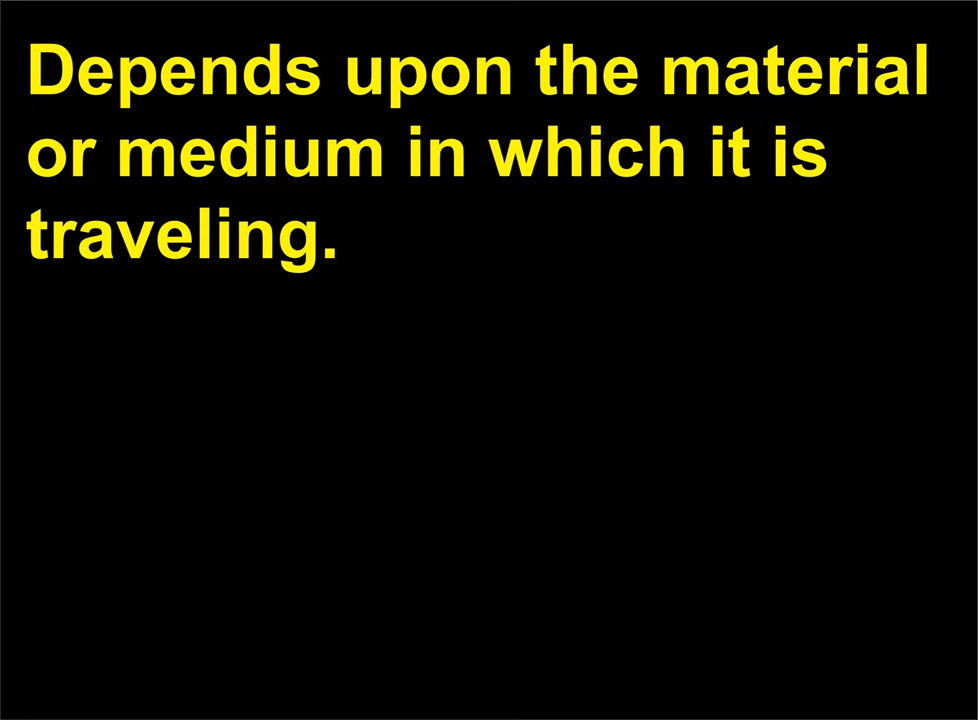 Depends upon the material
or medium in which it is
traveling.